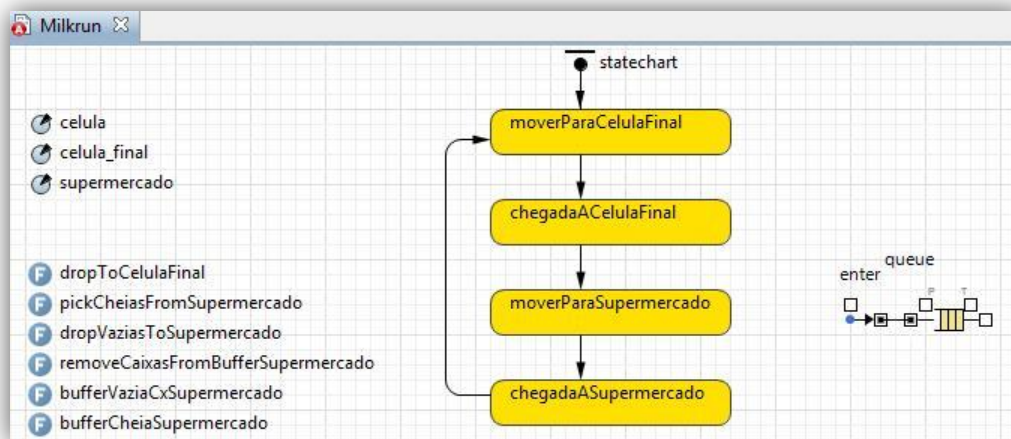 Milkrun
statechart
celula
celula_final
supermercado
moverParaCelulaFinal
chegadaACelulaFinal
moverParaSupermercado
chegadaASupermercado
dropToCelulaFinal
pickCheiasFromSupermercado
dropVaziasToSupermercado
removeCaixasFromBufferSupermercado
bufferVaziaCxSupermercado
bufferCheiaSupermercado
enter
queue
P T